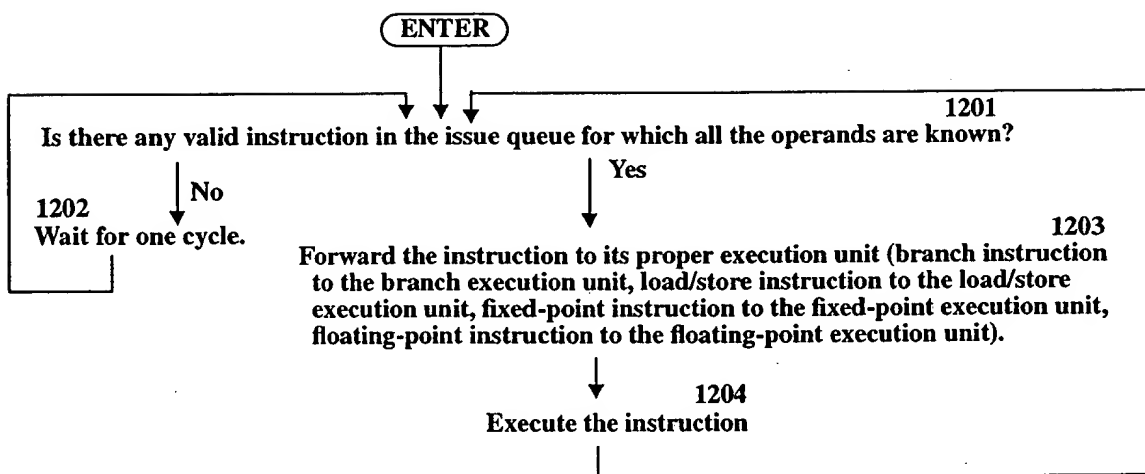 ENTER
1201
Is there any valid instruction in the issue queue for which all the operands are known?
No
Yes
1202
Wait for one cycle.
1203
Forward the instruction to its proper execution unit (branch instruction
to the branch execution unit, load/store instruction to the load/store
execution unit, fixed-point instruction to the fixed-point execution unit,
floating-point instruction to the floating-point execution unit).
1204
Execute the instruction